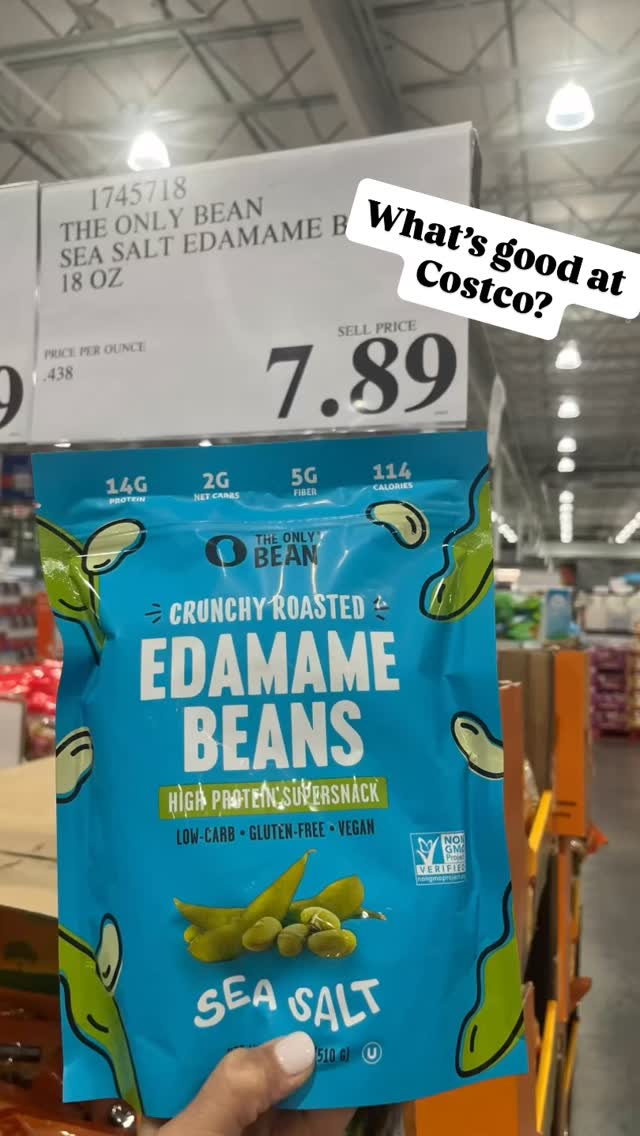 1745718
THE ONLY BEAN
SEA SALT EDAMAME
18 OZ
What's good at
Costco?
SELL PRICE
PRICE PER OUNCE
.438
7.89
9
14G
PROTEIN
2G
NET CARBS
5G
FIBER
114
CALORIES
THE ONLY
BEAN
CRUNCHY ROASTED
EDAMAME
BEANS
HIGH PROTEIN SUPERSNACK
LOW-CARB • GLUTEN-FREE • VEGAN
NON
GMO
Project
VERIFIED
SEA SALT
(510 G)
U